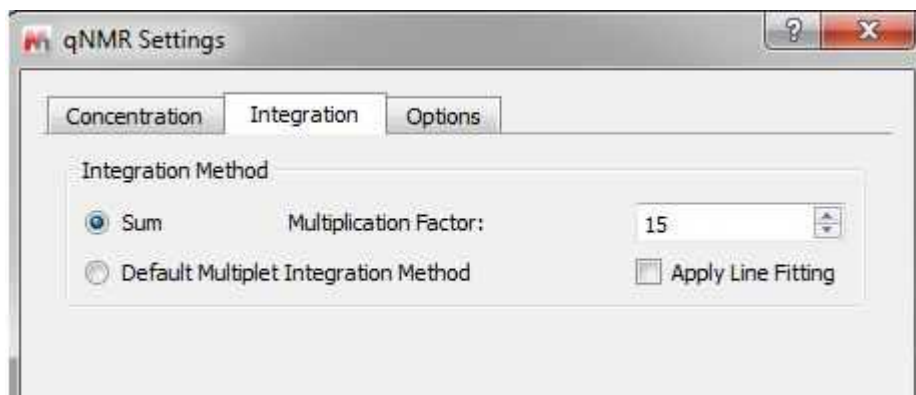 qNMR Settings
Concentration Integration Options
Integration Method
Sum Multiplication Factor: 15
Default Multiplet Integration Method Apply Line Fitting